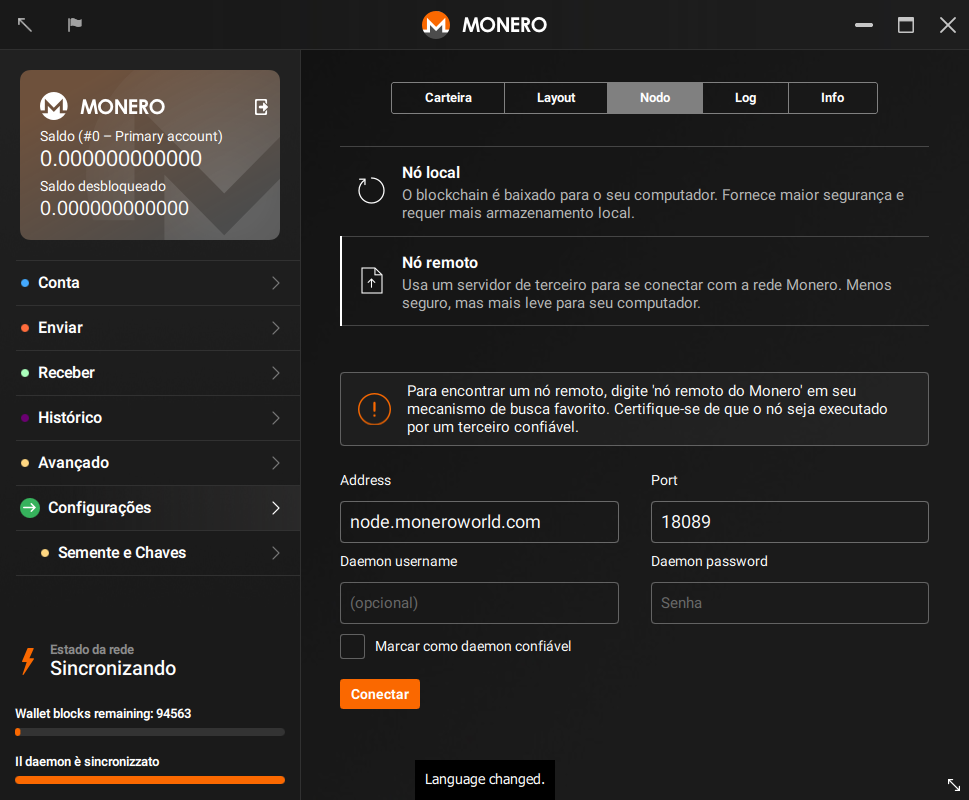 MONERO
MONERO
Saldo (#0 – Primary account)
0.000000000000
Saldo desbloqueado
0.000000000000
Conta
Enviar
Receber
Histórico
Avançado
Configurações
Semente e Chaves
Estado da rede
Sincronizando
Wallet blocks remaining: 94563
Il daemon è sincronizzato
Carteira Layout Nodo Log Info
Nó local
O blockchain é baixado para o seu computador. Fornece maior segurança e
requer mais armazenamento local.
Nó remoto
Usa um servidor de terceiro para se conectar com a rede Monero. Menos
seguro, mas mais leve para seu computador.
Para encontrar um nó remoto, digite 'nó remoto do Monero' em seu
mecanismo de busca favorito. Certifique-se de que o nó seja executado
por um terceiro confiável.
Address Port
node.moneroworld.com 18089
Daemon username Daemon password
(opcional) Senha
Marcar como daemon confiável
Conectar
Language changed.